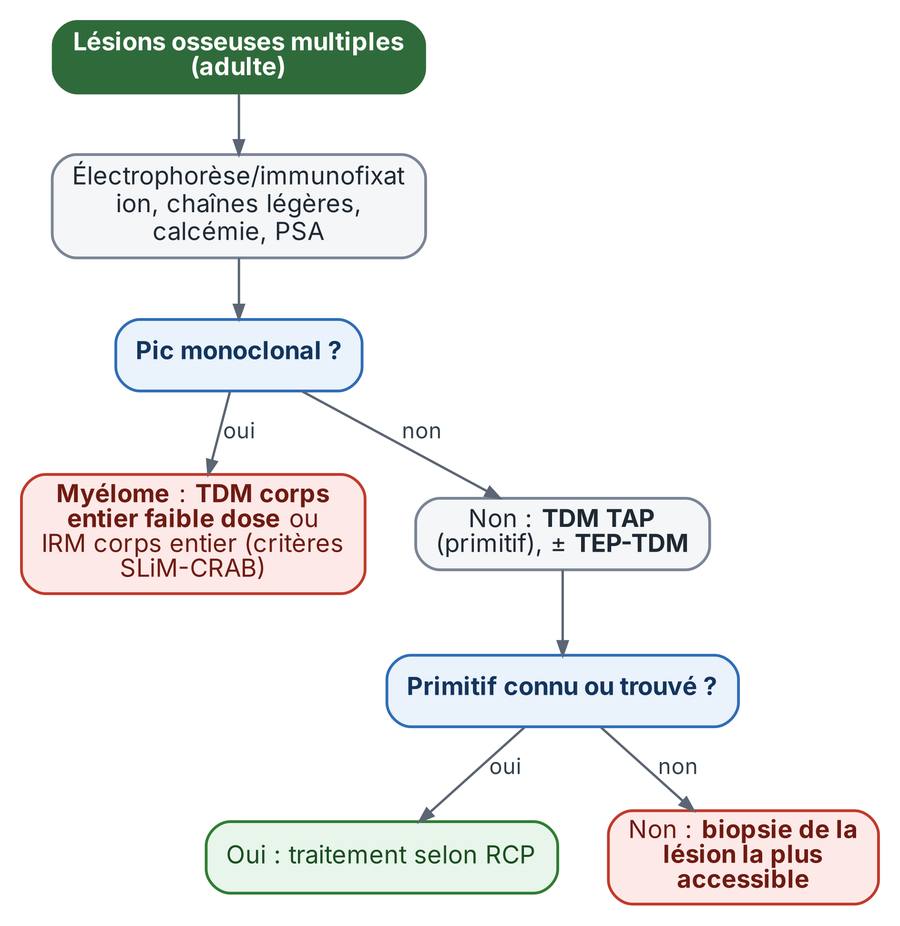 Lésions osseuses multiples
(adulte)
Électrophorèse/immunofixat
ion, chaînes légères,
calcémie, PSA
Pic monoclonal ?
oui
non
Myélome : TDM corps
entier faible dose ou
IRM corps entier (critères
SLiM-CRAB)
Non : TDM TAP
(primitif), ± TEP-TDM
Primitif connu ou trouvé ?
oui
non
Oui : traitement selon RCP
Non : biopsie de la
lésion la plus
accessible